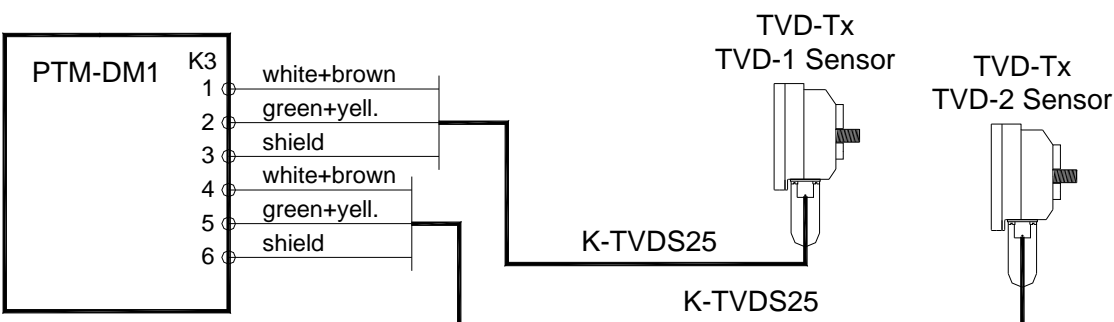 PTM-DM1
K3
1 white+brown
2 green+yell.
3 shield
4 white+brown
5 green+yell.
6 shield
TVD-Tx
TVD-1 Sensor
TVD-Tx
TVD-2 Sensor
K-TVDS25
K-TVDS25